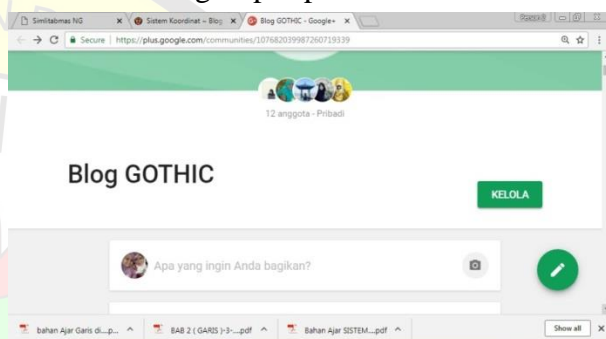 Simlitabmas NG
Sistem Koordinat – Blog
Blog GOTHIC - Google+
Secure
https://plus.google.com/communities/107682039987260719339
12 anggota - Pribadi
Blog GOTHIC
KELOLA
Apa yang ingin Anda bagikan?
bahan Ajar Garis di....p...
BAB 2 ( GARIS )-3-....pdf
Bahan Ajar SISTEM....pdf
Show all